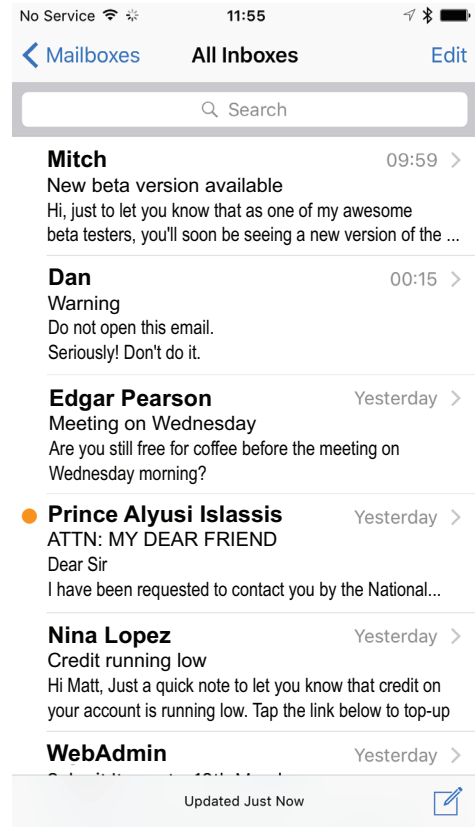 No Service 11:55
Mailboxes All Inboxes Edit
Search
Mitch 09:59
New beta version available
Hi, just to let you know that as one of my awesome
beta testers, you'll soon be seeing a new version of the ...
Dan 00:15
Warning
Do not open this email.
Seriously! Don't do it.
Edgar Pearson Yesterday
Meeting on Wednesday
Are you still free for coffee before the meeting on
Wednesday morning?
Prince Alyusi Islassis Yesterday
ATTN: MY DEAR FRIEND
Dear Sir
I have been requested to contact you by the National...
Nina Lopez Yesterday
Credit running low
Hi Matt, Just a quick note to let you know that credit on
your account is running low. Tap the link below to top-up
WebAdmin Yesterday
Updated Just Now